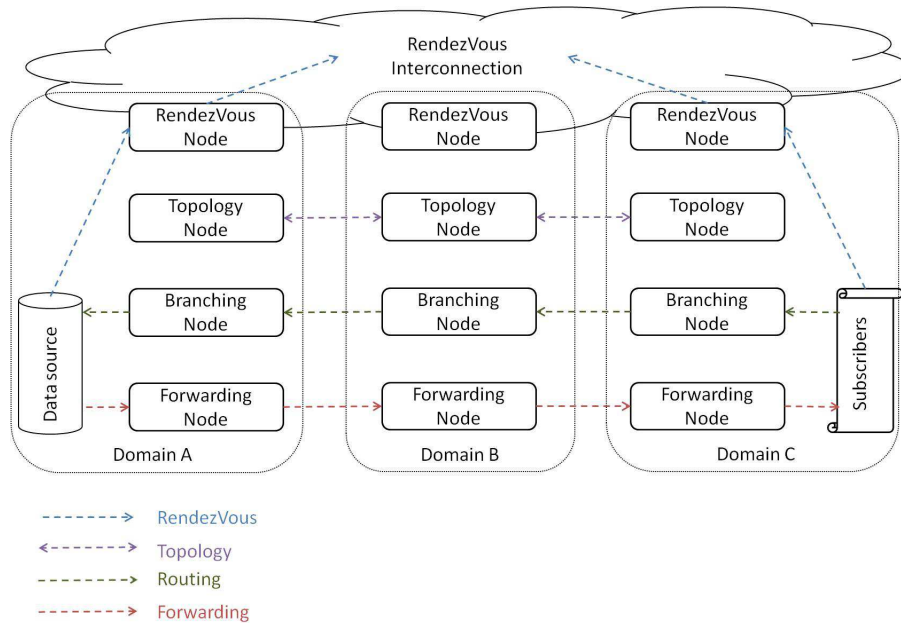 RendezVous
Interconnection
RendezVous
Node
RendezVous
Node
RendezVous
Node
Topology
Node
Topology
Node
Topology
Node
Branching
Node
Branching
Node
Branching
Node
Data source
Subscribers
Forwarding
Node
Forwarding
Node
Forwarding
Node
Domain A
Domain B
Domain C
RendezVous
Topology
Routing
Forwarding